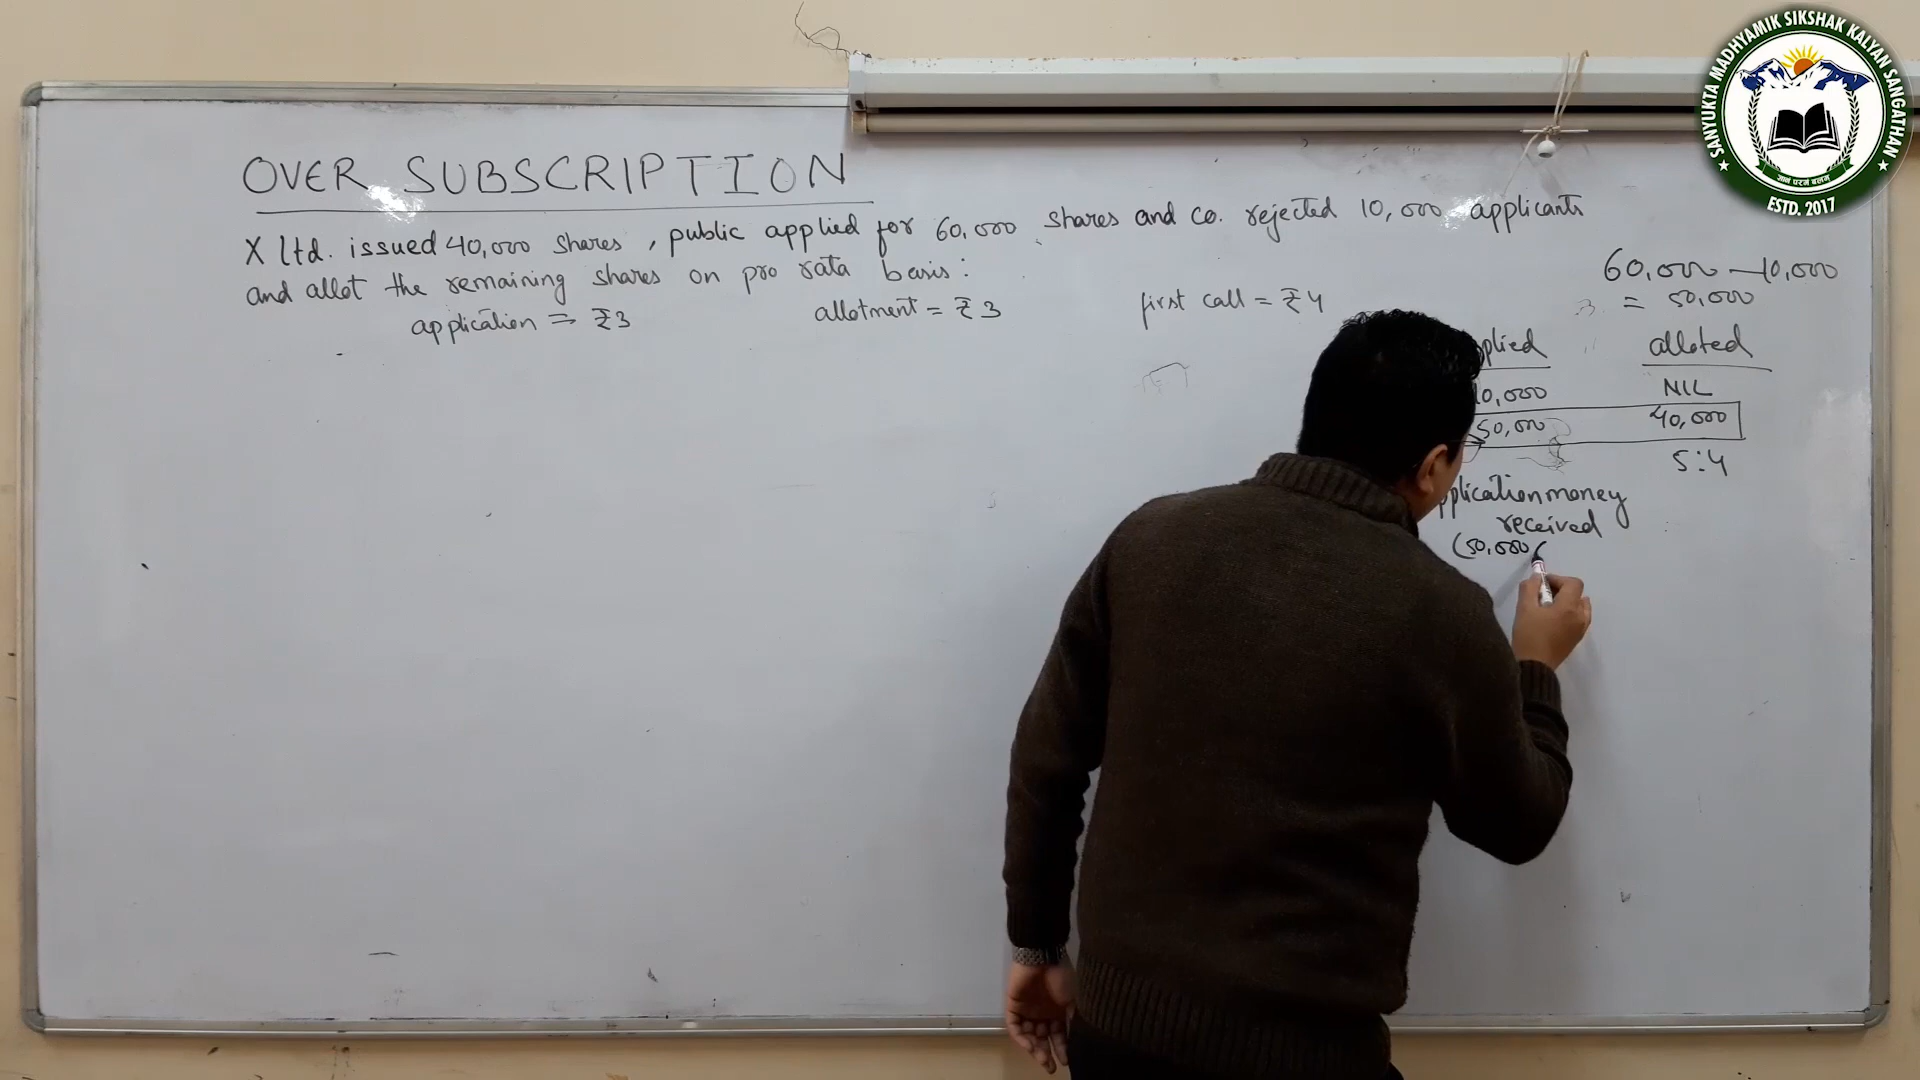 OVER SUBSCRIPTION
X Ltd. issued 40,000 shares, public applied for 60,000 shares and co. rejected 10,000 applicants
and allot the remaining shares on pro rata basis:
application = ₹3 allotment = ₹3 first call = ₹4
60,000 - 10,000
= 50,000
plied alloted
10,000 NIL
50,000 40,000
5:4
pplication money
received
(50,000
SANYUKTA MADHYAMIK SIKSHAK KALYAN SANGATHAN
ESTD. 2017